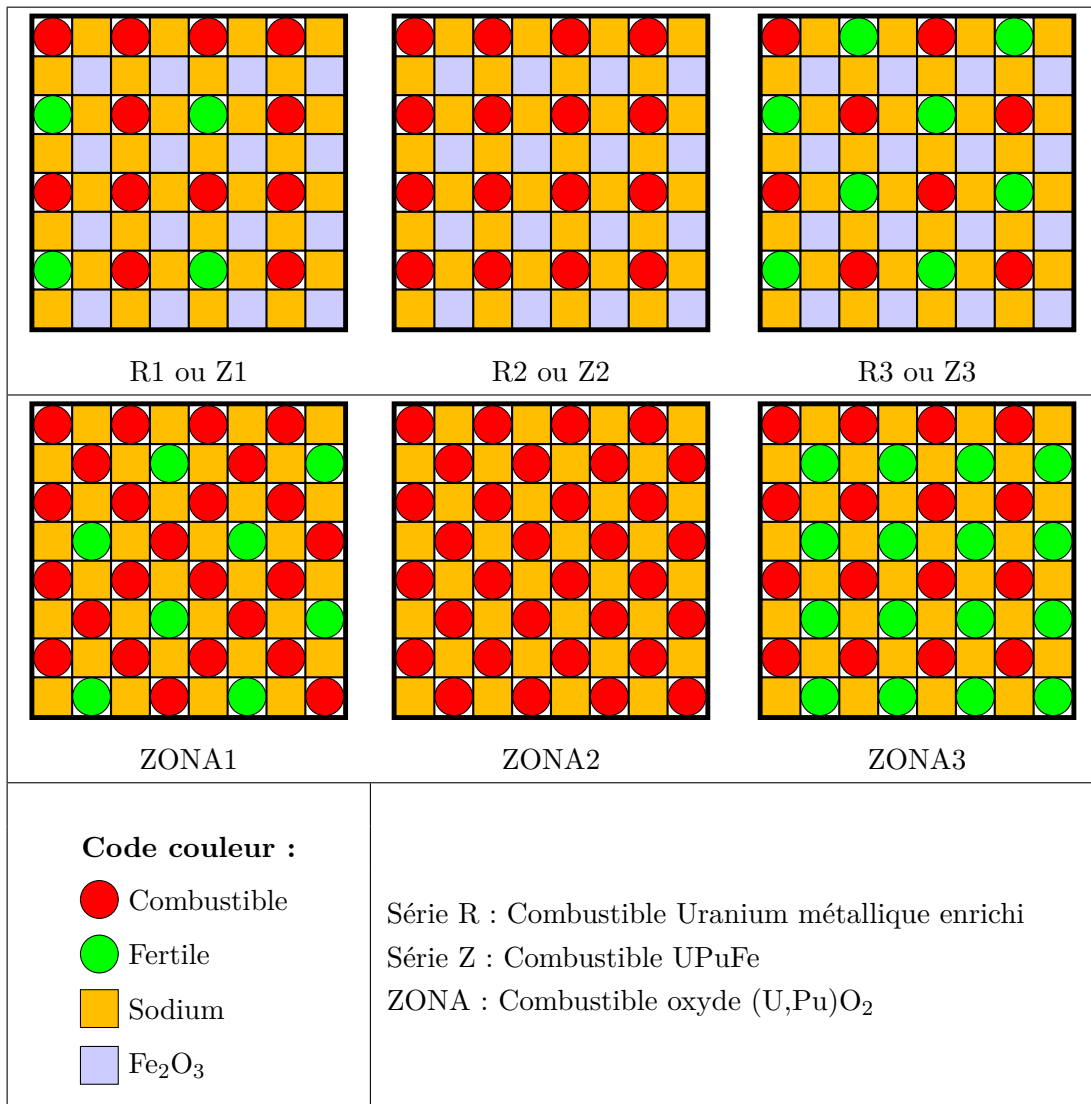 R1 ou Z1
R2 ou Z2
R3 ou Z3
ZONA1
ZONA2
ZONA3
Code couleur :
Combustible
Fertile
Sodium
Fe₂O₃
Série R : Combustible Uranium métallique enrichi
Série Z : Combustible UPuFe
ZONA : Combustible oxyde (U,Pu)O₂